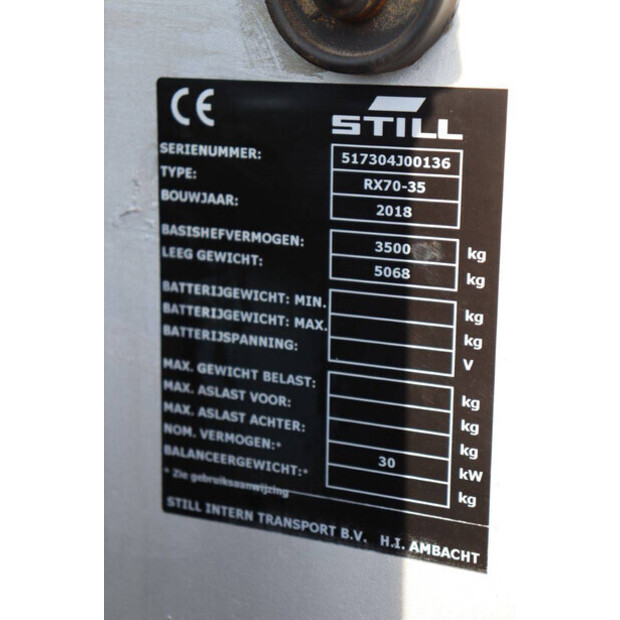 CE
STILL
SERIENUMMER: 517304J00136
TYPE: RX70-35
BOUWJAAR: 2018
BASISHEFVERMOGEN: 3500 kg
LEEG GEWICHT: 5068 kg
BATTERIJGEWICHT: MIN. kg
BATTERIJGEWICHT: MAX. kg
BATTERIJSPANNING: V
MAX. GEWICHT BELAST: kg
MAX. ASLAST VOOR: kg
MAX. ASLAST ACHTER: kg
NOM. VERMOGEN:* 30 kW
BALANCEERGEWICHT:* kg
* Zie gebruiksaanwijzing
STILL INTERN TRANSPORT B.V. H.I. AMBACHT